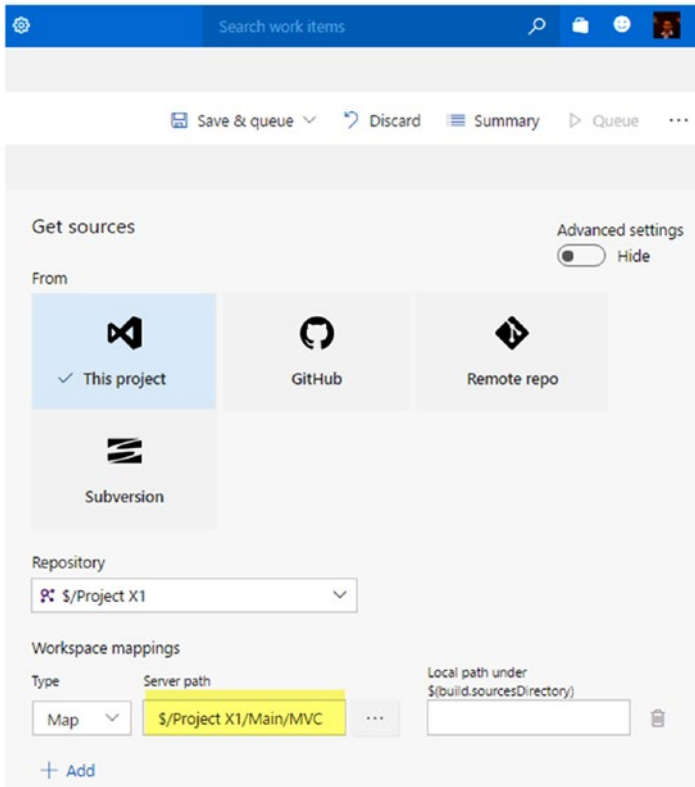 Search work items
Save & queue Discard Summary Queue ...
Get sources
Advanced settings
Hide
From
This project GitHub Remote repo
Subversion
Repository
$/Project X1
Workspace mappings
Type Server path Local path under
$(build.sourcesDirectory)
Map $/Project X1/Main/MVC ...
+ Add